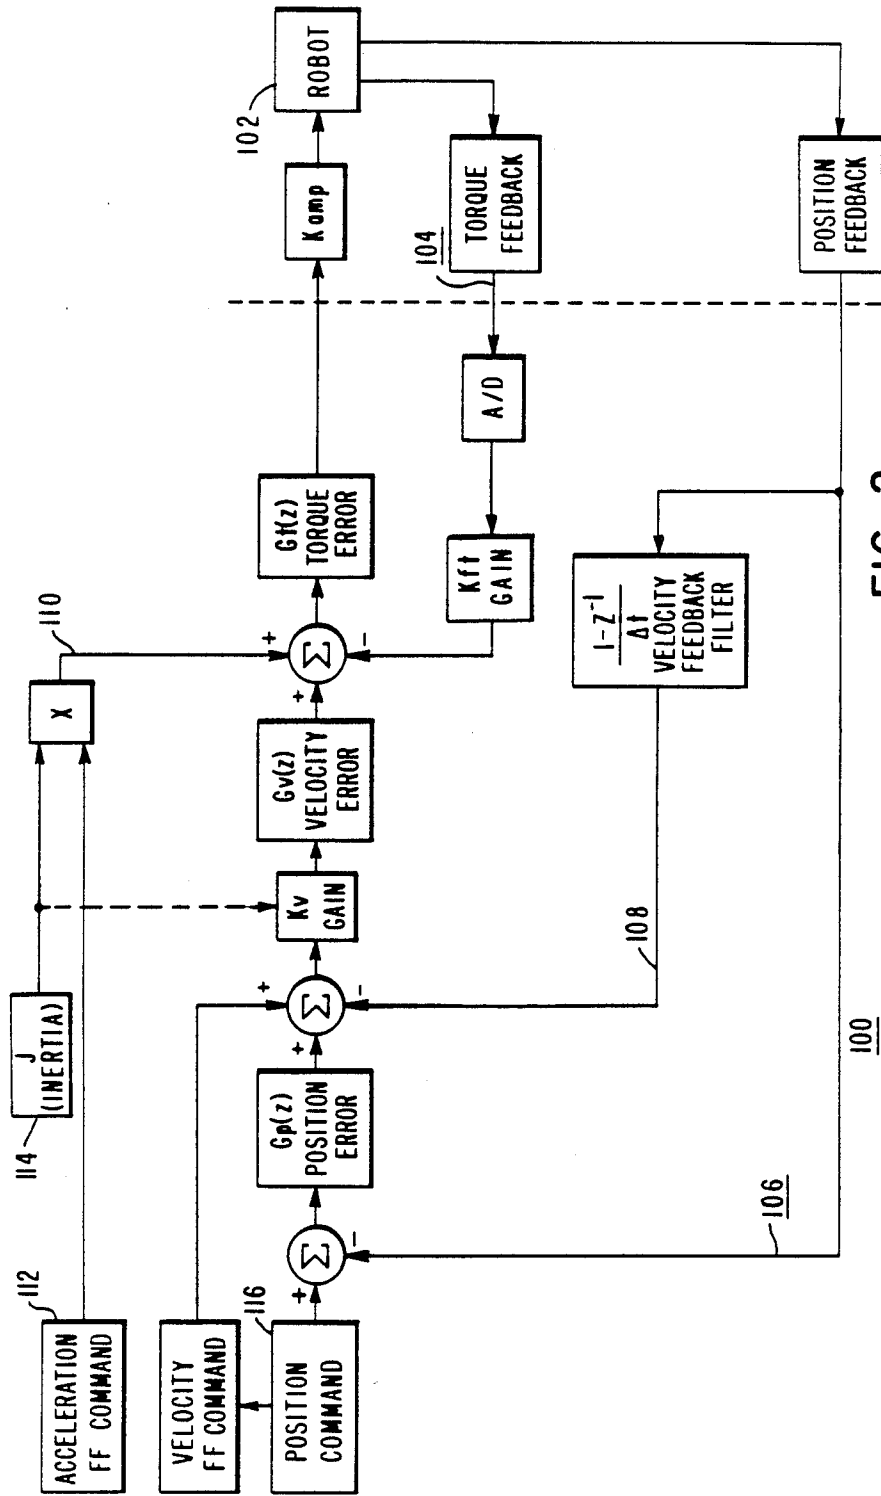 114
J
(INERTIA)
112
ACCELERATION
FF COMMAND
X
110
VELOCITY
FF COMMAND
116
POSITION
COMMAND
+
Σ
-
Gp(z)
POSITION
ERROR
+
+
Σ
-
Kv
GAIN
Gv(z)
VELOCITY
ERROR
+
+
Σ
-
Gt(z)
TORQUE
ERROR
Kamp
102
ROBOT
Kft
GAIN
A/D
104
TORQUE
FEEDBACK
108
1-Z-1
Δt
VELOCITY
FEEDBACK
FILTER
106
POSITION
FEEDBACK
100